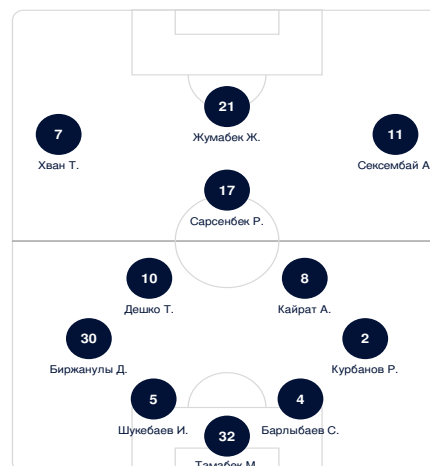 21
Жумабек Ж.
7
Хван Т.
11
Сексембай А
17
Сарсенбек Р.
10
Дешко Т.
8
Кайрат А.
30
Биржанулы Д.
2
Курбанов Р.
5
Шукебаев И.
4
Барлыбаев С.
32
Тамабек М.